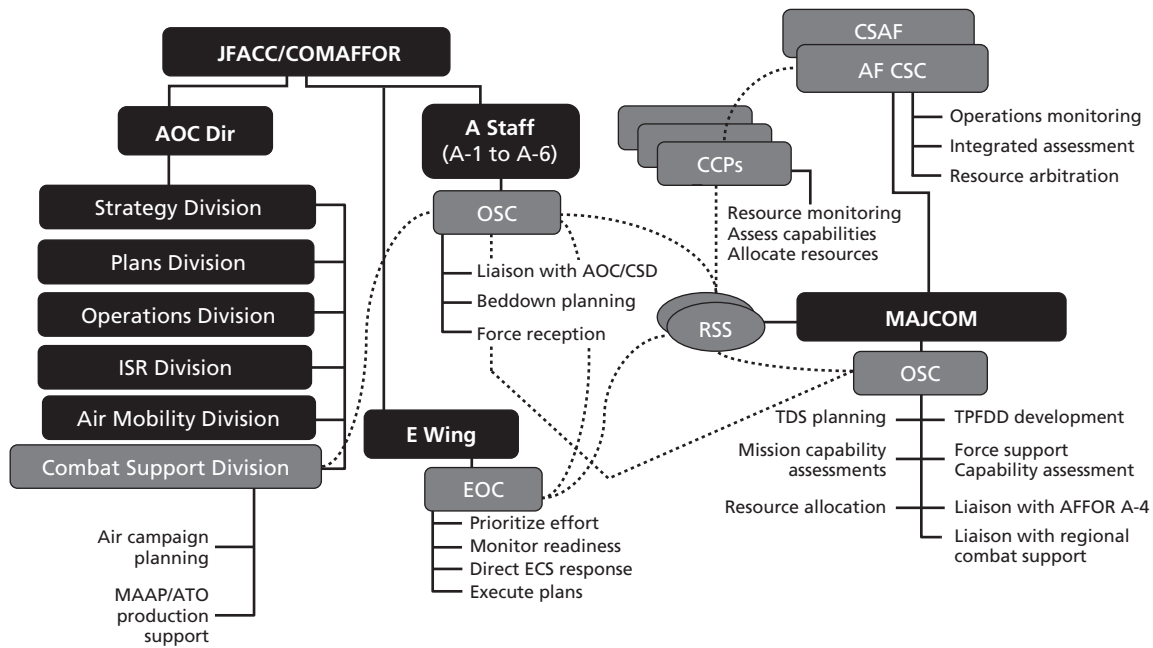 JFACC/COMAFFOR
AOC Dir
Strategy Division
Plans Division
Operations Division
ISR Division
Air Mobility Division
Combat Support Division
Air campaign
planning
MAAP/ATO
production
support
A Staff
(A-1 to A-6)
OSC
Liaison with AOC/CSD
Beddown planning
Force reception
E Wing
EOC
Prioritize effort
Monitor readiness
Direct ECS response
Execute plans
CSAF
AF CSC
Operations monitoring
Integrated assessment
Resource arbitration
CCPs
Resource monitoring
Assess capabilities
Allocate resources
RSS
MAJCOM
OSC
TDS planning
Mission capability
assessments
Resource allocation
TPFDD development
Force support
Capability assessment
Liaison with AFFOR A-4
Liaison with regional
combat support